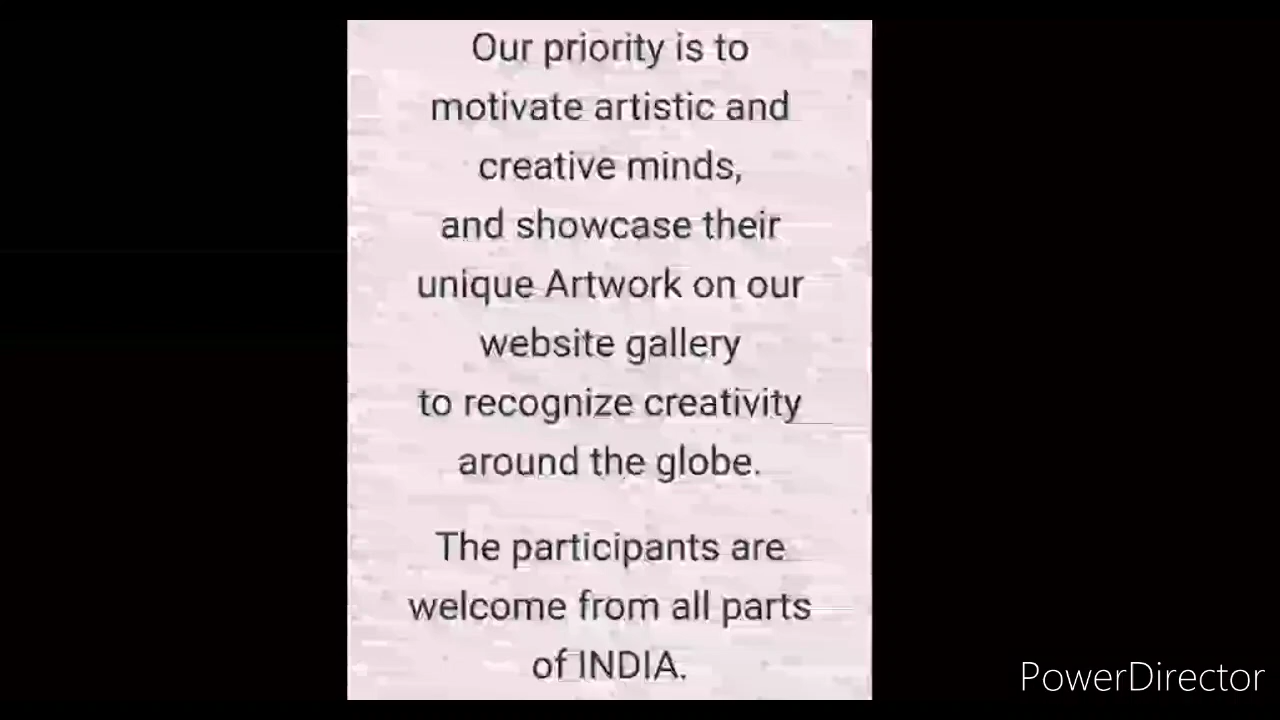 Our priority is to
motivate artistic and
creative minds,
and showcase their
unique Artwork on our
website gallery
to recognize creativity
around the globe.
The participants are
welcome from all parts
of INDIA.
PowerDirector